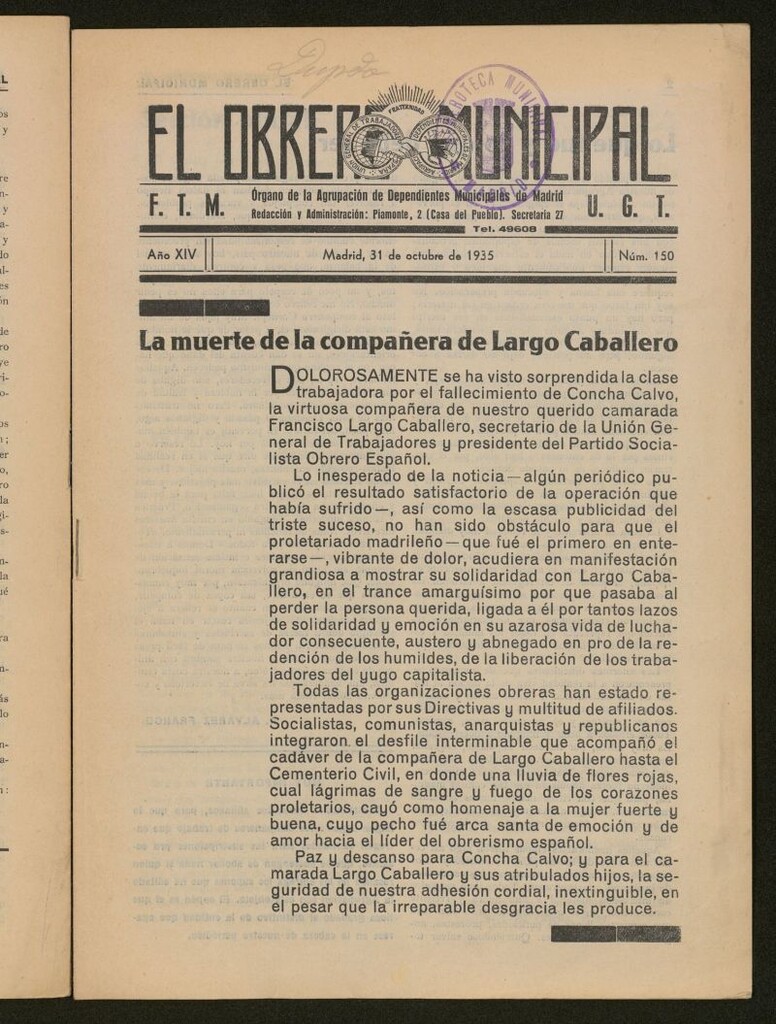 Dupdo
EL OBRERO MUNICIPAL
FRATERNIDAD
UNION GENERAL DE TRABAJADORES
ESPAÑA
AGRUPACION DEPENDIENTES MUNICIPALES DE MADRID
HEMEROTECA MUNICIPAL
MADRID
F. T. M.
Órgano de la Agrupación de Dependientes Municipales de Madrid
Redacción y Administración: Piamonte, 2 (Casa del Pueblo). Secretaría 27
U. G. T.
Tel. 49608
Año XIV
Madrid, 31 de octubre de 1935
Núm. 150
La muerte de la compañera de Largo Caballero
DOLOROSAMENTE se ha visto sorprendida la clase
trabajadora por el fallecimiento de Concha Calvo,
la virtuosa compañera de nuestro querido camarada
Francisco Largo Caballero, secretario de la Unión Ge-
neral de Trabajadores y presidente del Partido Socia-
lista Obrero Español.
Lo inesperado de la noticia—algún periódico pu-
blicó el resultado satisfactorio de la operación que
había sufrido—, así como la escasa publicidad del
triste suceso, no han sido obstáculo para que el
proletariado madrileño—que fué el primero en ente-
rarse—, vibrante de dolor, acudiera en manifestación
grandiosa a mostrar su solidaridad con Largo Caba-
llero, en el trance amarguísimo por que pasaba al
perder la persona querida, ligada a él por tantos lazos
de solidaridad y emoción en su azarosa vida de lucha-
dor consecuente, austero y abnegado en pro de la re-
dención de los humildes, de la liberación de los traba-
jadores del yugo capitalista.
Todas las organizaciones obreras han estado re-
presentadas por sus Directivas y multitud de afiliados.
Socialistas, comunistas, anarquistas y republicanos
integraron el desfile interminable que acompañó el
cadáver de la compañera de Largo Caballero hasta el
Cementerio Civil, en donde una lluvia de flores rojas,
cual lágrimas de sangre y fuego de los corazones
proletarios, cayó como homenaje a la mujer fuerte y
buena, cuyo pecho fué arca santa de emoción y de
amor hacia el líder del obrerismo español.
Paz y descanso para Concha Calvo; y para el ca-
marada Largo Caballero y sus atribulados hijos, la se-
guridad de nuestra adhesión cordial, inextinguible, en
el pesar que la irreparable desgracia les produce.